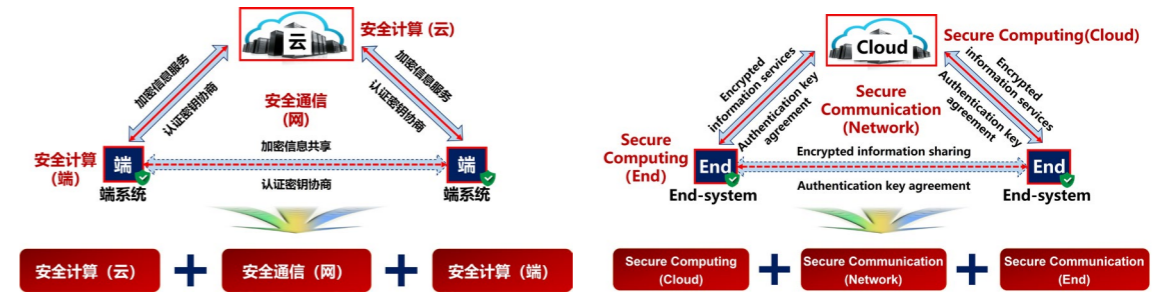 云
安全计算 (云)
加密信息服务
认证密钥协商
加密信息服务
认证密钥协商
安全通信
(网)
安全计算
(端)
端
端系统
加密信息共享
认证密钥协商
端
端系统
安全计算（云）
+
安全通信（网）
+
安全计算（端）
Cloud
Secure Computing(Cloud)
Encrypted
information services
Authentication key
agreement
Encrypted
information services
Authentication key
agreement
Secure
Communication
(Network)
Secure
Computing
(End)
End
End-system
Encrypted information sharing
Authentication key agreement
End
End-system
Secure Computing
(Cloud)
+
Secure Communication
(Network)
+
Secure Communication
(End)